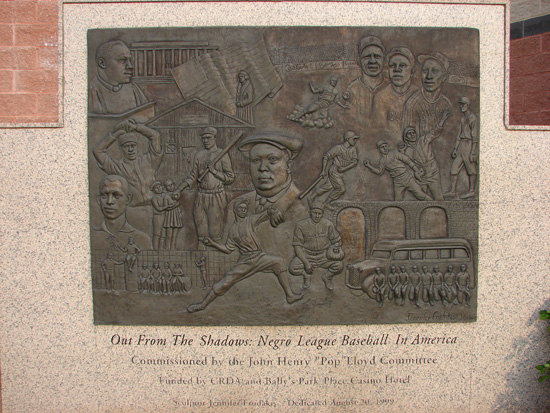 Out From The Shadows: Negro League Baseball In America
Commissioned by the John Henry "Pop" Lloyd Committee
Funded by CRDA and Bally's Park Place Casino Hotel
Sculptor Jennifer Frudakis Dedicated August 20, 1999